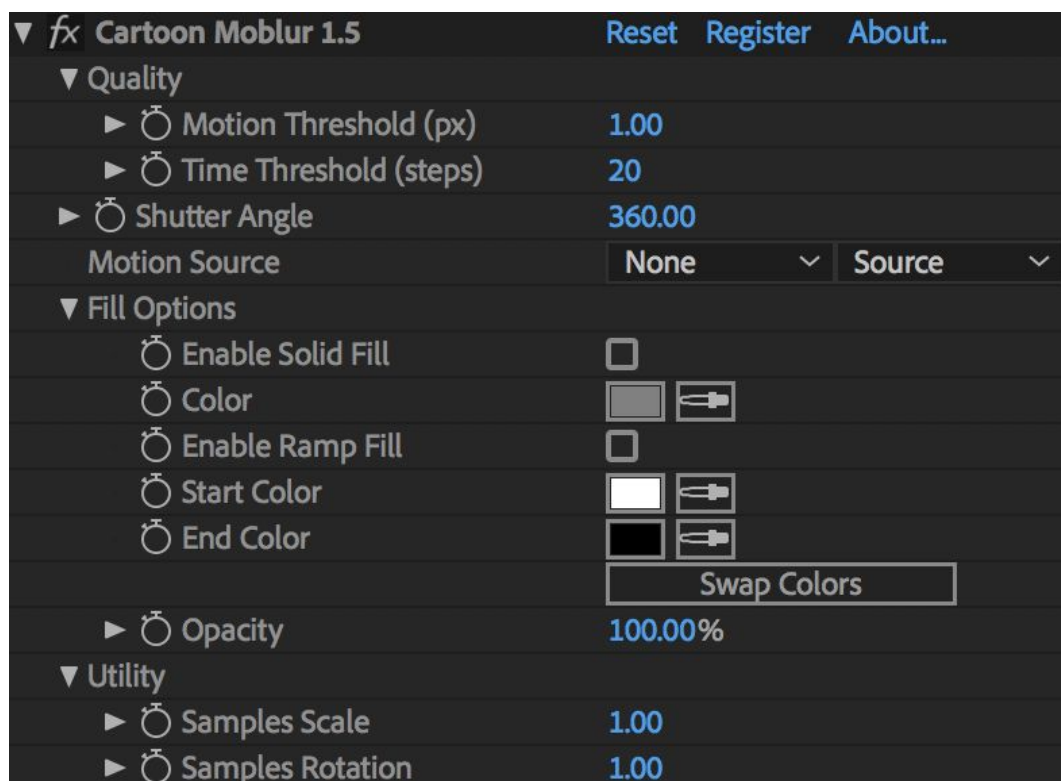 fx Cartoon Moblur 1.5 Reset Register About...
Quality
Motion Threshold (px) 1.00
Time Threshold (steps) 20
Shutter Angle 360.00
Motion Source None Source
Fill Options
Enable Solid Fill
Color
Enable Ramp Fill
Start Color
End Color
Swap Colors
Opacity 100.00%
Utility
Samples Scale 1.00
Samples Rotation 1.00